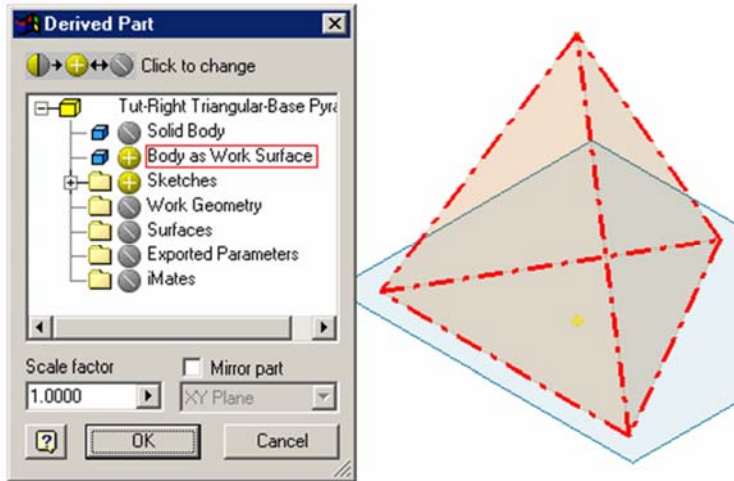 Derived Part
Click to change
Tut-Right Triangular-Base Pyra
Solid Body
Body as Work Surface
Sketches
Work Geometry
Surfaces
Exported Parameters
iMates
Scale factor
Mirror part
1.0000
XY Plane
OK
Cancel